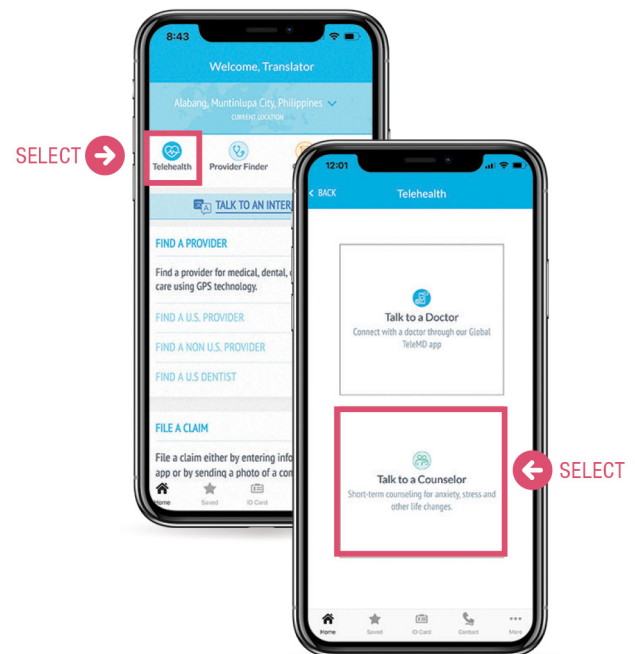 SELECT
8:43
Welcome, Translator
Alabang, Muntinlupa City, Philippines
CURRENT LOCATION
Telehealth
Provider Finder
TALK TO AN
FIND A PROVIDER
Find a provider for medical, dental,
care using GPS technology.
FIND A U.S. PROVIDER
FIND A NON U.S. PROVIDER
FIND A U.S DENTIST
FILE A CLAIM
File a claim either by entering
app or by sending a photo of a
Home
Saved
ID Card
12:01
< BACK
Telehealth
Talk to a Doctor
Connect with a doctor through our Global
TeleMD app
Talk to a Counselor
Short-term counseling for anxiety, stress and
other life changes.
SELECT
Home
Saved
ID Card
Contact
More